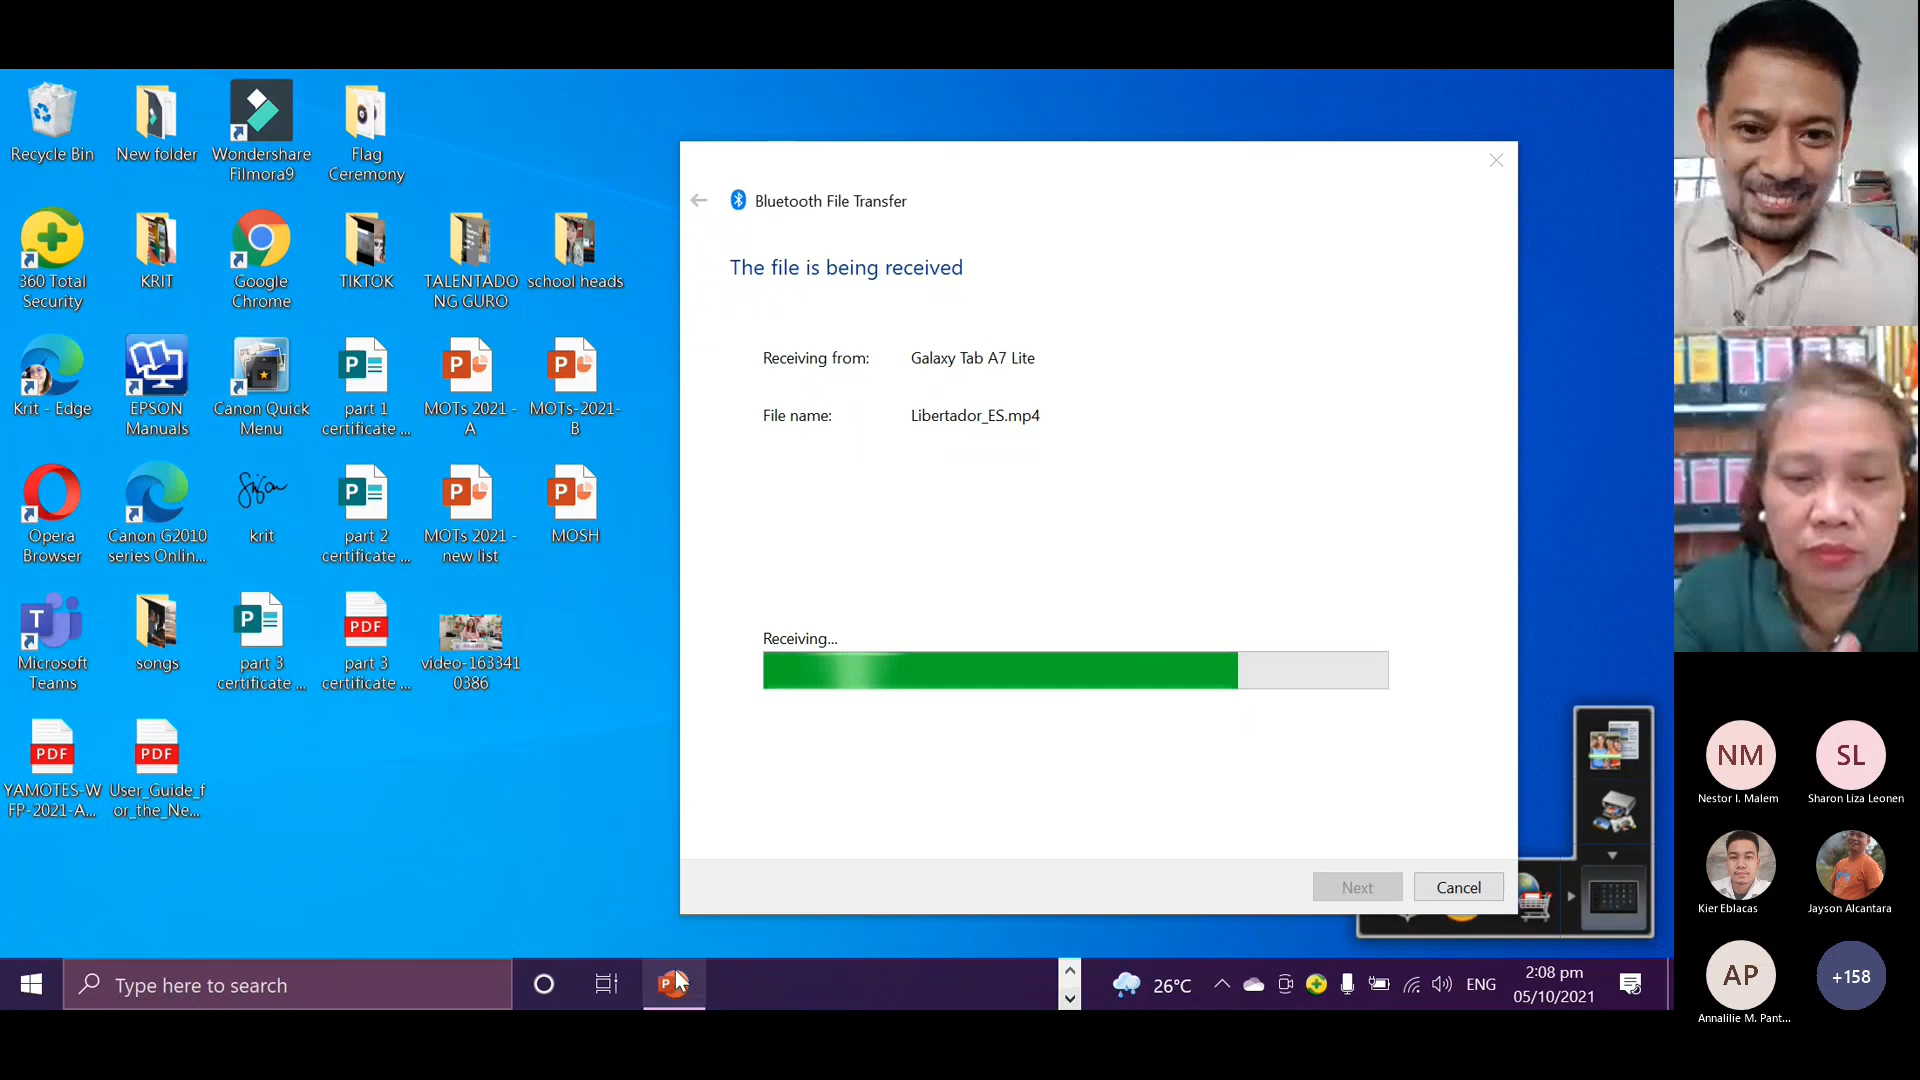 Recycle Bin
New folder
Wondershare
Filmora9
Flag
Ceremony
360 Total
Security
KRIT
Google
Chrome
TIKTOK
TALENTADO
NG GURO
school heads
Krit - Edge
EPSON
Manuals
Canon Quick
Menu
part 1
certificate ...
MOTs 2021 -
A
MOTs-2021-
B
Opera
Browser
Canon G2010
series Onlin...
krit
part 2
certificate ...
MOTs 2021 -
new list
MOSH
Microsoft
Teams
songs
part 3
certificate ...
PDF
part 3
certificate ...
video-163341
0386
PDF
YAMOTES-W
FP-2021-A...
PDF
User_Guide_f
or_the_Ne...
Bluetooth File Transfer
The file is being received
Receiving from: Galaxy Tab A7 Lite
File name: Libertador_ES.mp4
Receiving...
Next
Cancel
Type here to search
26°C
ENG
2:08 pm
05/10/2021
NM
Nestor I. Malem
SL
Sharon Liza Leonen
Kier Eblacas
Jayson Alcantara
AP
Annalilie M. Pant...
+158